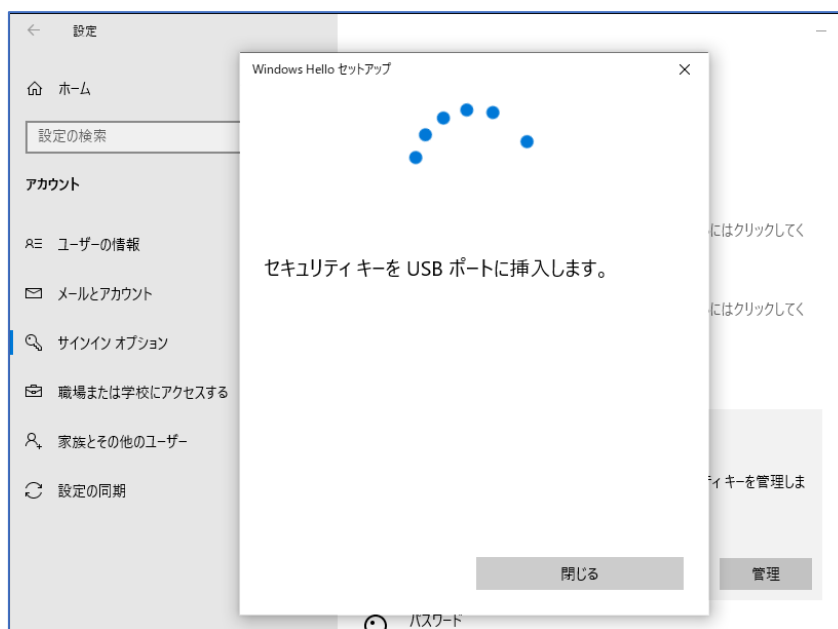 設定
Windows Hello セットアップ
ホーム
設定の検索
アカウント
ユーザーの情報
にはクリックしてく
セキュリティ キーを USB ポートに挿入します。
メールとアカウント
にはクリックしてく
サインイン オプション
職場または学校にアクセスする
家族とその他のユーザー
ティ キーを管理しま
設定の同期
閉じる
管理
パスワード